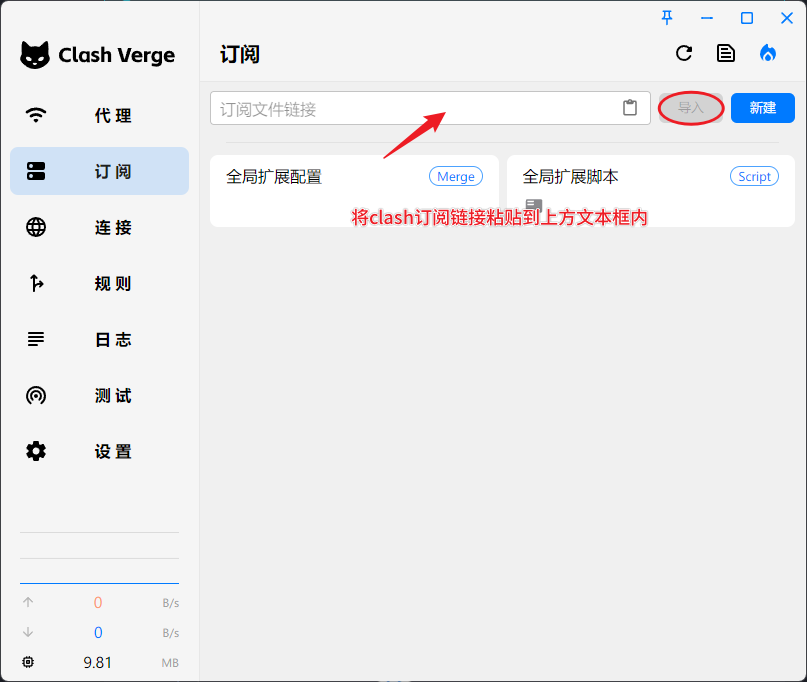 Clash Verge
订阅
代理
订阅
连接
规则
日志
测试
设置
订阅文件链接
导入
新建
全局扩展配置
Merge
全局扩展脚本
Script
将clash订阅链接粘贴到上方文本框内
0 B/s
0 B/s
9.81 MB